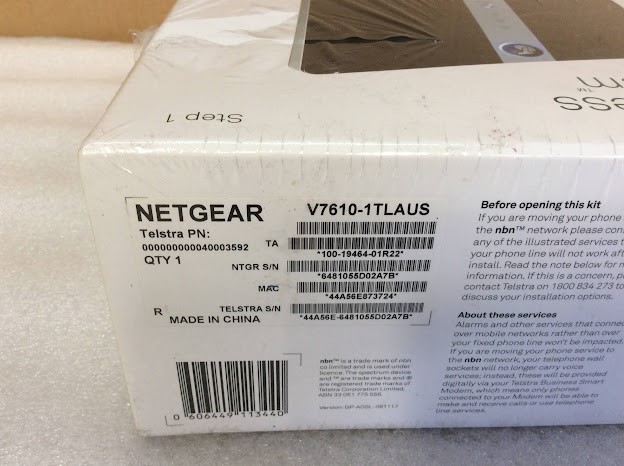 ess
m™
Step 1
NETGEAR V7610-1TLAUS
Telstra PN:
000000000040003592 TA
*100-19464-01R22*
QTY 1 NTGR S/N
*6481055D02A7B*
MAC
*44A56E873724*
R TELSTRA S/N
MADE IN CHINA *44A56E-6481055D02A7B*
0 606449 113440
nbn™ is a trade mark of nbn
co limited and is used under
licence. The spectrum device
and ™ are trade marks and ®
are registered trade marks of
Telstra Corporation Limited,
ABN 33 051 775 556.
Before opening this kit
If you are moving your phone
the nbn™ network please con
any of the illustrated services t
your phone line will not work aft
install. Read the note below for m
information. If this is a concern, p
contact Telstra on 1800 834 273 to
discuss your installation options.
About these services
Alarms and other services that connec
over mobile networks rather than over
your fixed phone line won't be impacted.
If you are moving your phone service to
the nbn network, your telephone wall
sockets will no longer carry voice
services; instead, these will be provided
digitally via your Telstra Business Smart
Modem, which means only phones
connected to your Modem will be able to
make and receive calls or use telephone
line services.